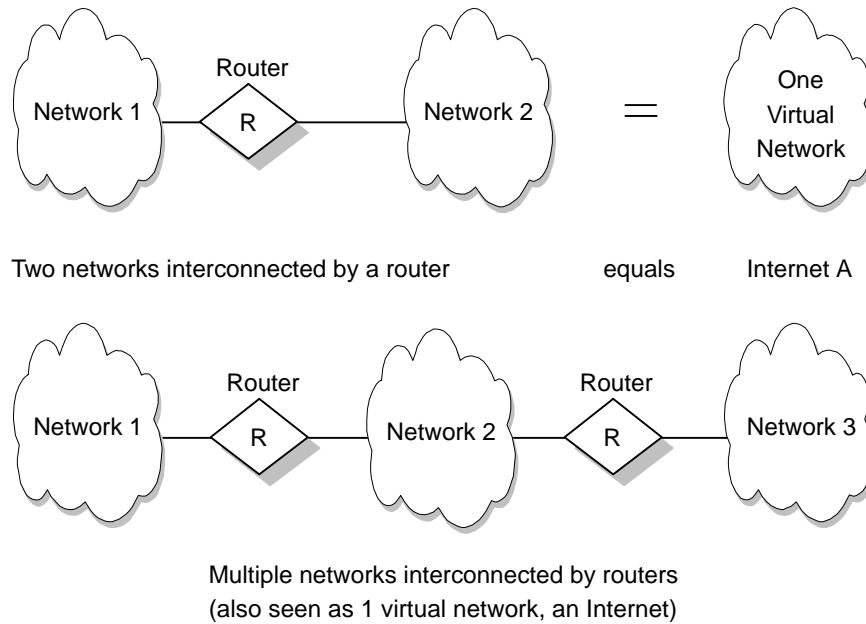 Router
Network 1
R
Network 2
=
One
Virtual
Network
Two networks interconnected by a router
equals
Internet A
Router
Router
Network 1
R
Network 2
R
Network 3
Multiple networks interconnected by routers
(also seen as 1 virtual network, an Internet)